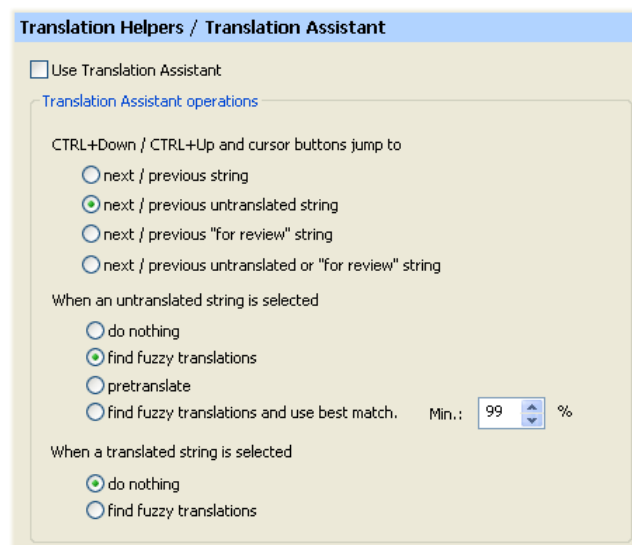 Translation Helpers / Translation Assistant
Use Translation Assistant
Translation Assistant operations
CTRL+Down / CTRL+Up and cursor buttons jump to
next / previous string
next / previous untranslated string
next / previous "for review" string
next / previous untranslated or "for review" string
When an untranslated string is selected
do nothing
find fuzzy translations
pretranslate
find fuzzy translations and use best match. Min.: 99 %
When a translated string is selected
do nothing
find fuzzy translations